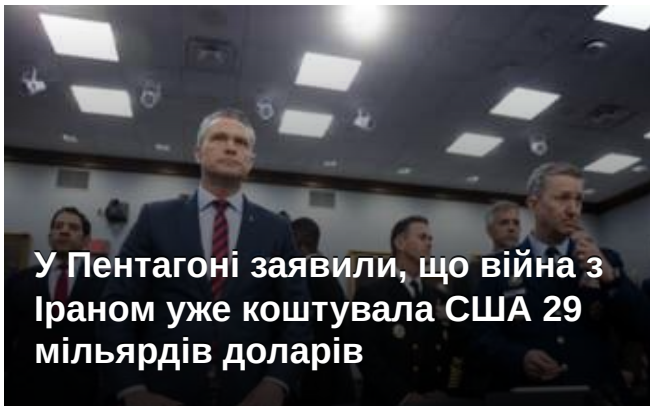 У Пентагоні заявили, що війна з
Іраном уже коштувала США 29
мільярдів доларів